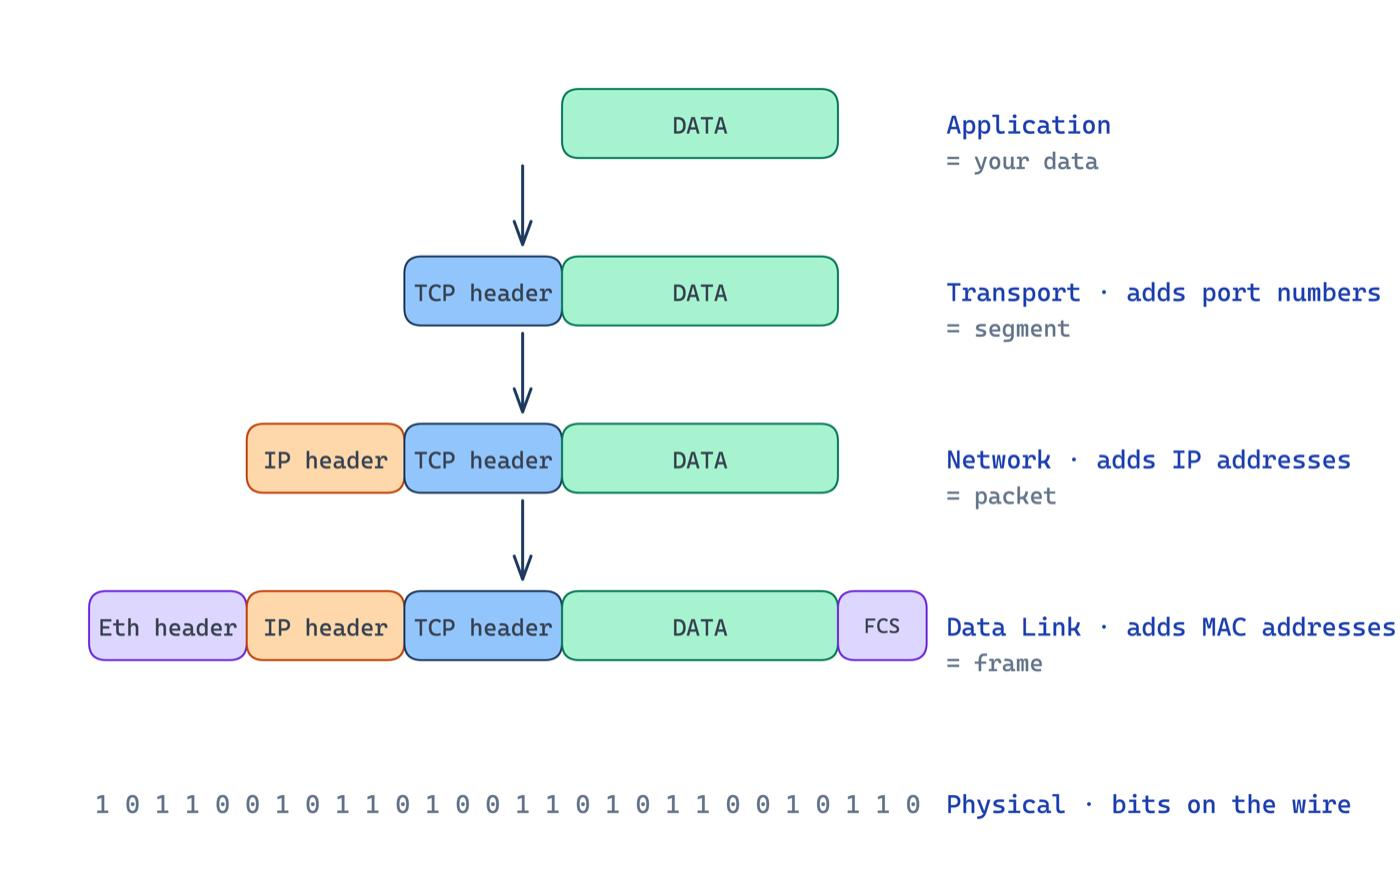 DATA
Application
= your data
TCP header DATA
Transport · adds port numbers
= segment
IP header TCP header DATA
Network · adds IP addresses
= packet
Eth header IP header TCP header DATA FCS
Data Link · adds MAC addresses
= frame
1 0 1 1 0 0 1 0 1 1 0 1 0 0 1 1 0 1 0 1 1 0 0 1 0 1 1 0
Physical · bits on the wire